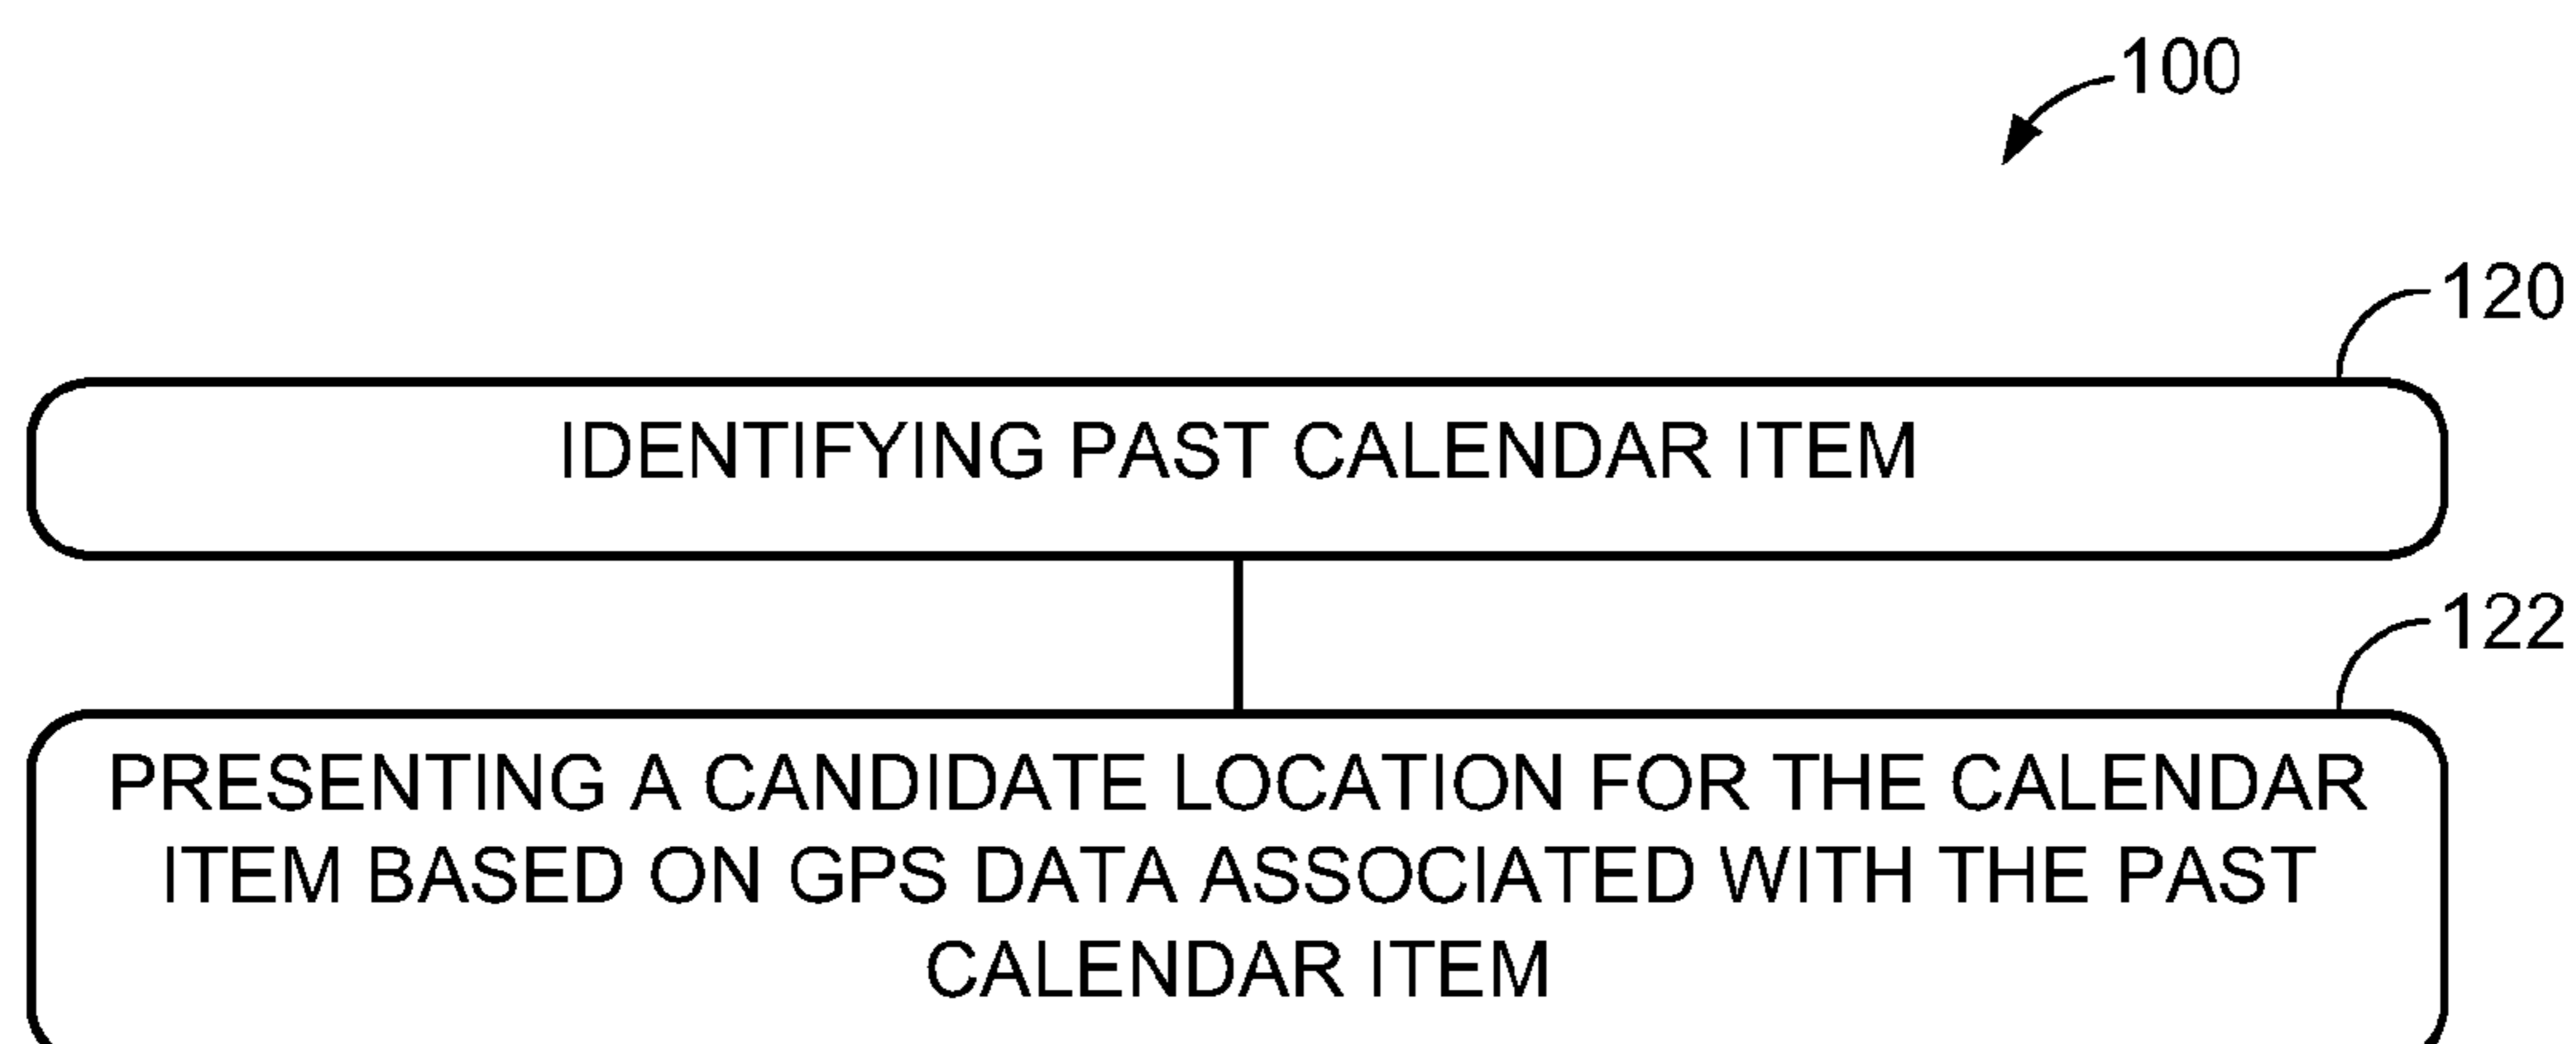 100
120
IDENTIFYING PAST CALENDAR ITEM
122
PRESENTING A CANDIDATE LOCATION FOR THE CALENDAR
ITEM BASED ON GPS DATA ASSOCIATED WITH THE PAST
CALENDAR ITEM